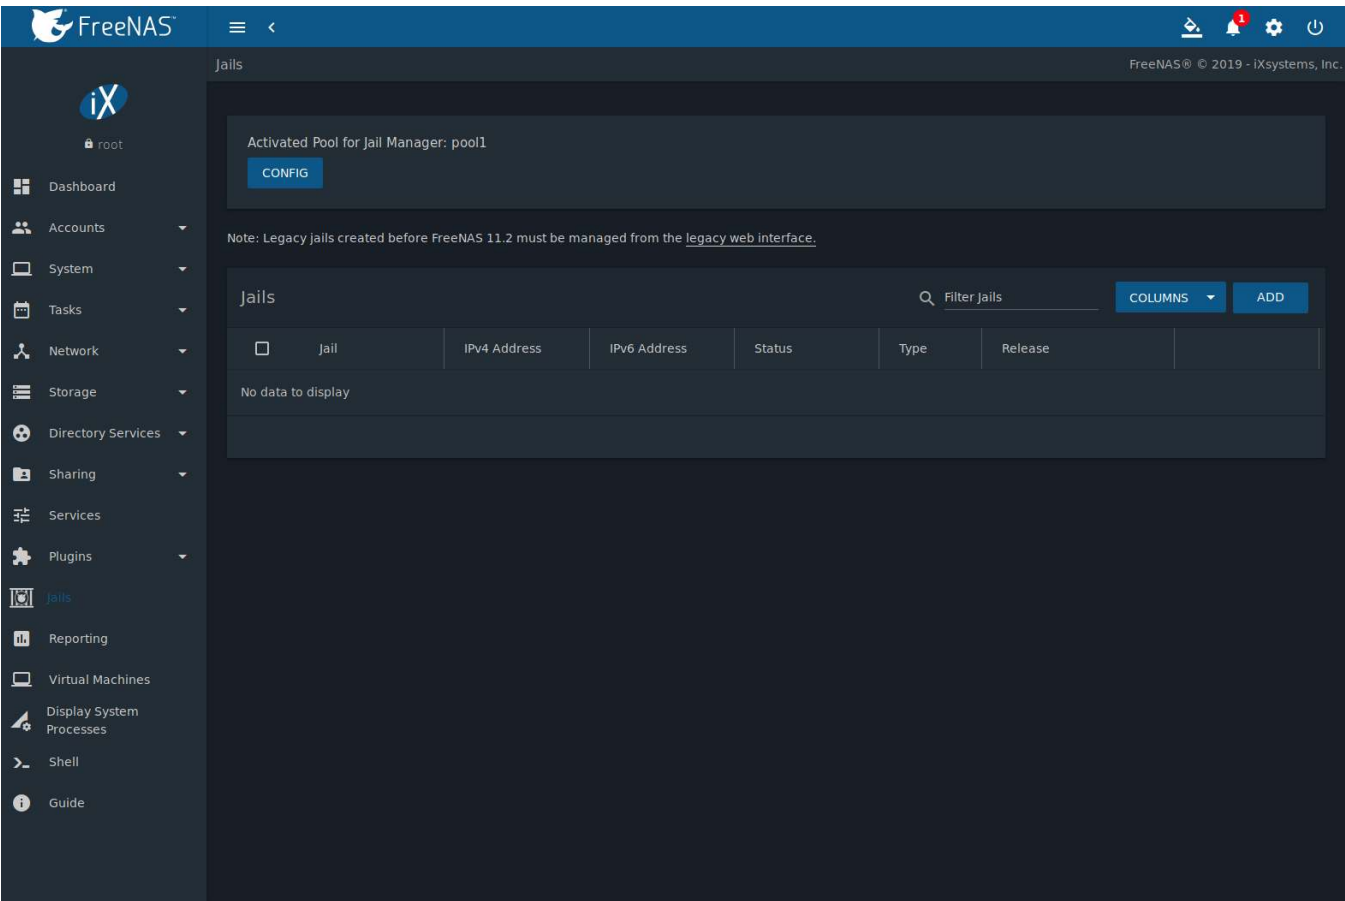 FreeNAS™
1
Jails
FreeNAS® © 2019 - iXsystems, Inc.
iX
root
Activated Pool for Jail Manager: pool1
CONFIG
Dashboard
Accounts
Note: Legacy jails created before FreeNAS 11.2 must be managed from the legacy web interface.
System
Jails
Filter Jails
COLUMNS
ADD
Tasks
Network
Jail
IPv4 Address
IPv6 Address
Status
Type
Release
Storage
No data to display
Directory Services
Sharing
Services
Plugins
Jails
Reporting
Virtual Machines
Display System
Processes
Shell
Guide